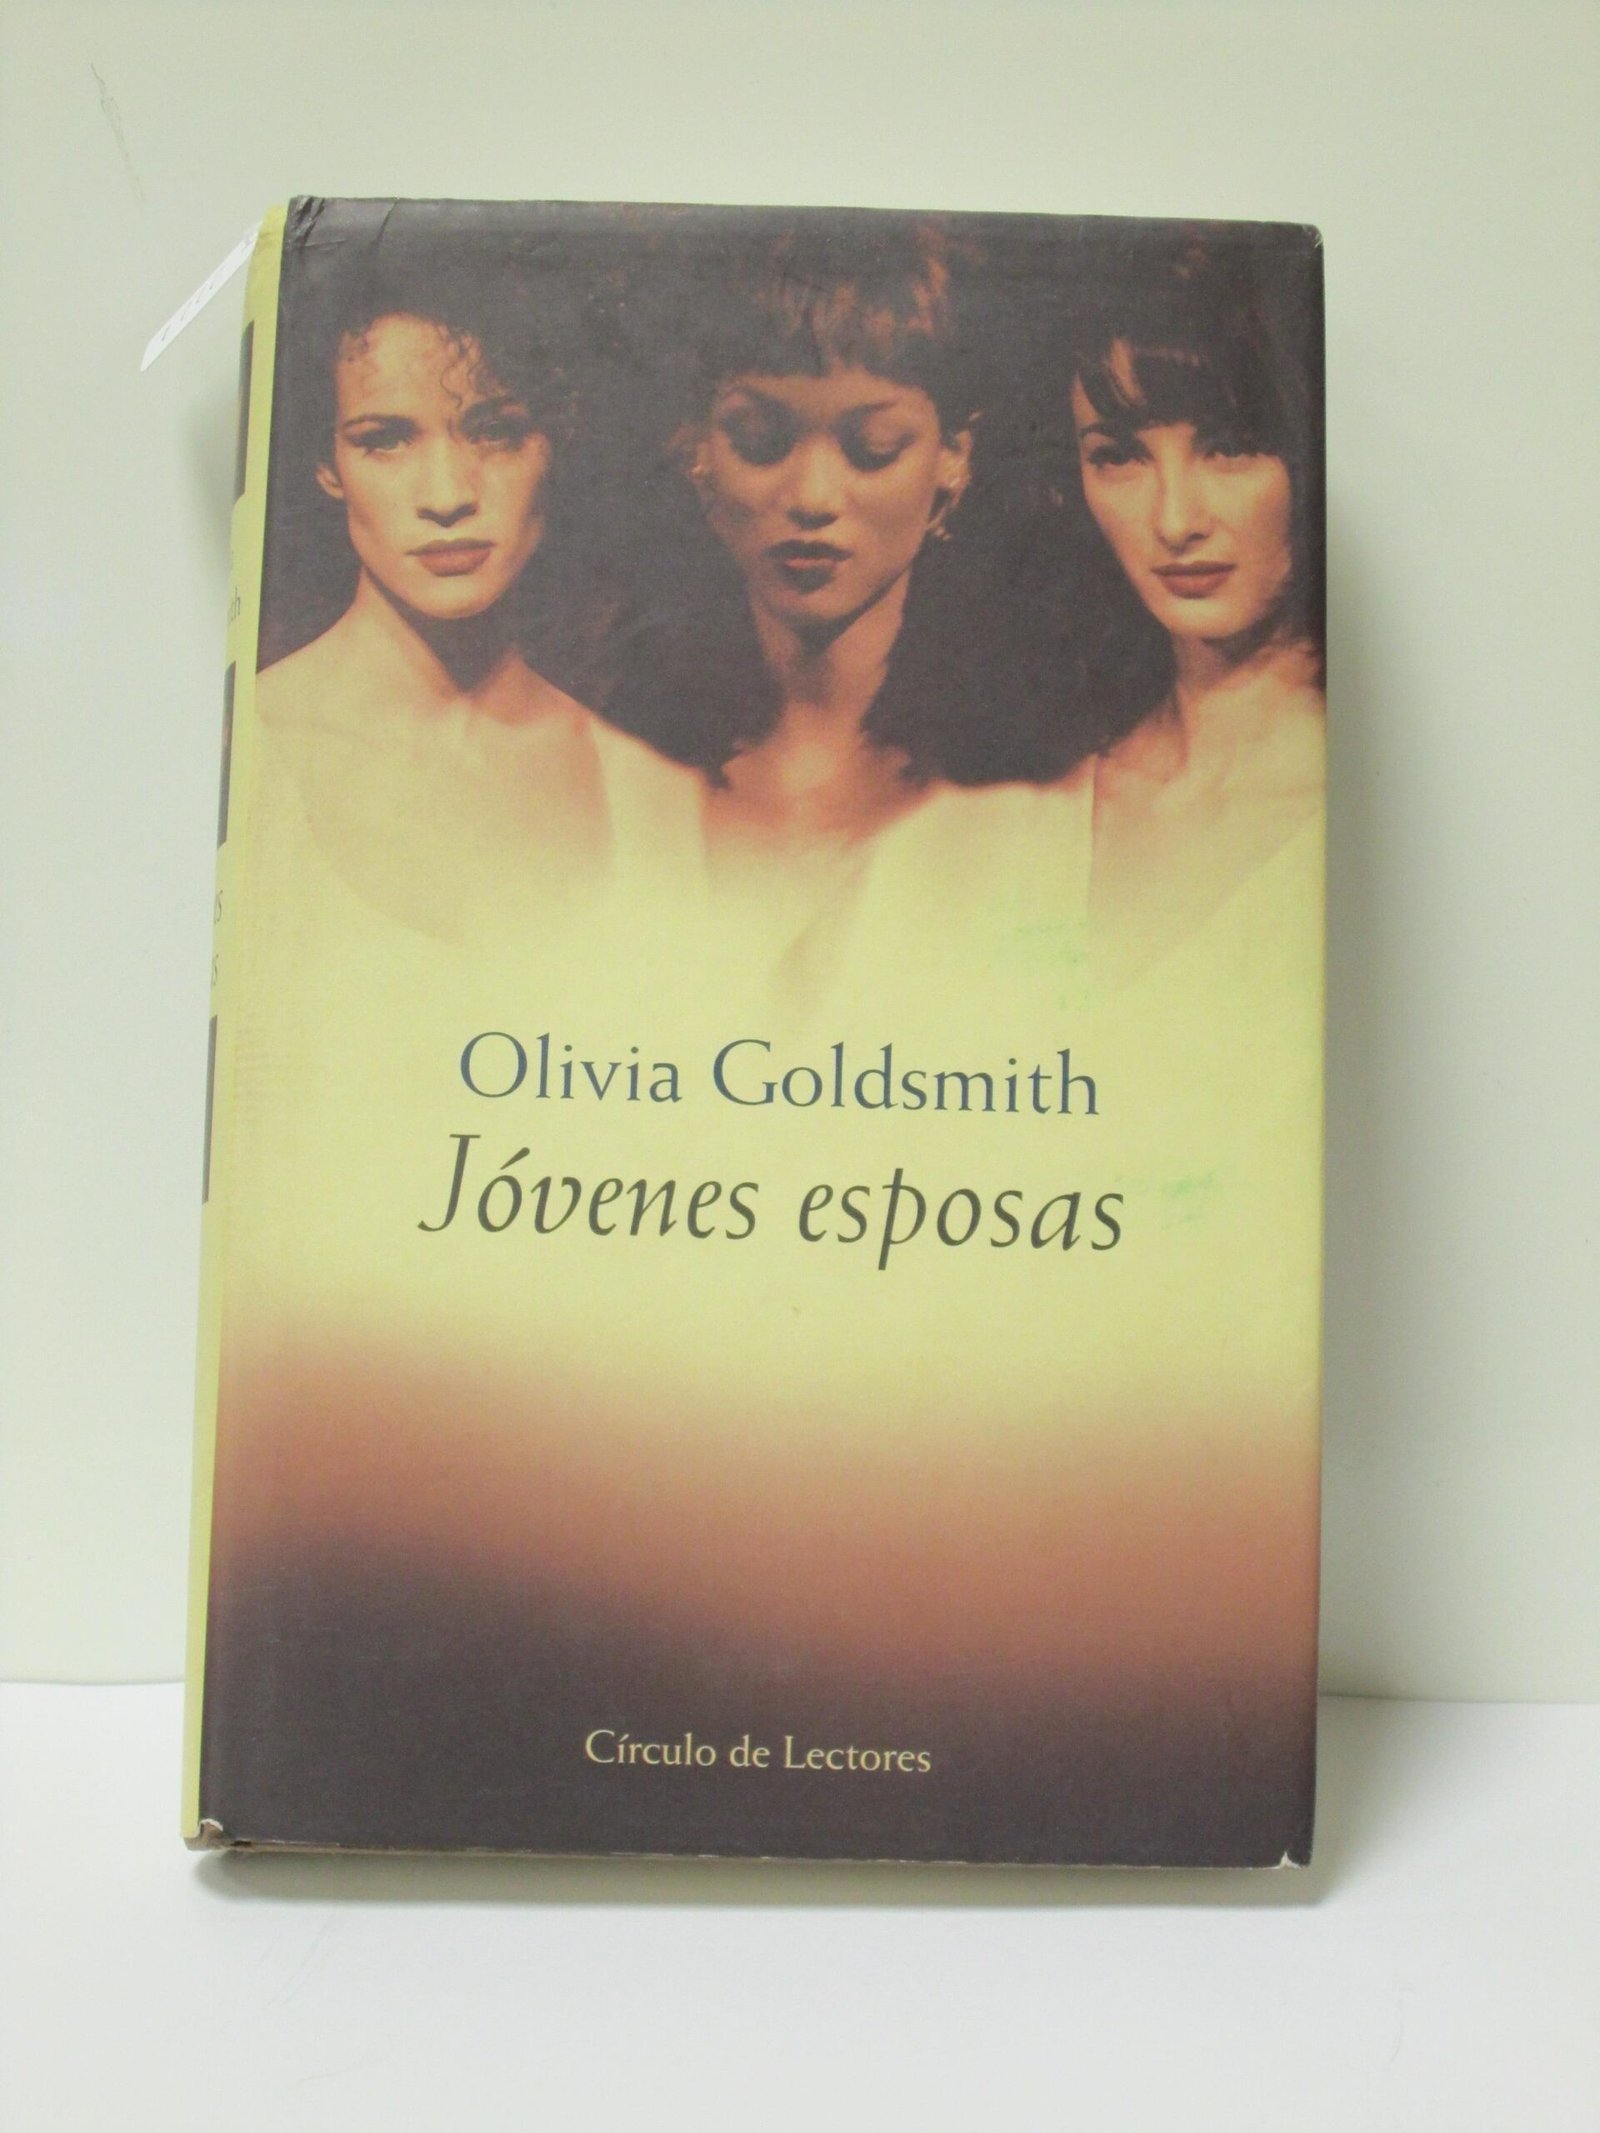 Olivia Goldsmith
Jóvenes esposas
Círculo de Lectores